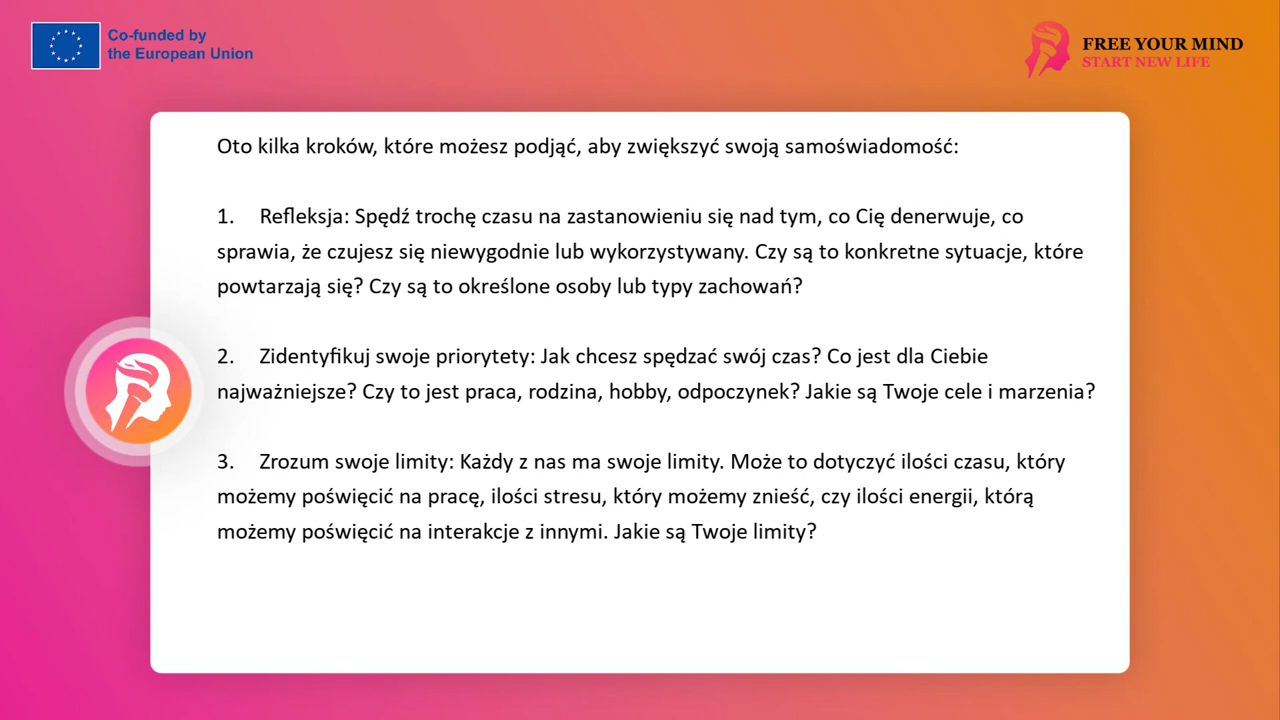 Co-funded by
the European Union
FREE YOUR MIND
START NEW LIFE
Oto kilka kroków, które możesz podjąć, aby zwiększyć swoją samoświadomość:
1. Refleksja: Spędź trochę czasu na zastanowieniu się nad tym, co Cię denerwuje, co
sprawia, że czujesz się niewygodnie lub wykorzystywany. Czy są to konkretne sytuacje, które
powtarzają się? Czy są to określone osoby lub typy zachowań?
2. Zidentyfikuj swoje priorytety: Jak chcesz spędzać swój czas? Co jest dla Ciebie
najważniejsze? Czy to jest praca, rodzina, hobby, odpoczynek? Jakie są Twoje cele i marzenia?
3. Zrozum swoje limity: Każdy z nas ma swoje limity. Może to dotyczyć ilości czasu, który
możemy poświęcić na pracę, ilości stresu, który możemy znieść, czy ilości energii, którą
możemy poświęcić na interakcje z innymi. Jakie są Twoje limity?